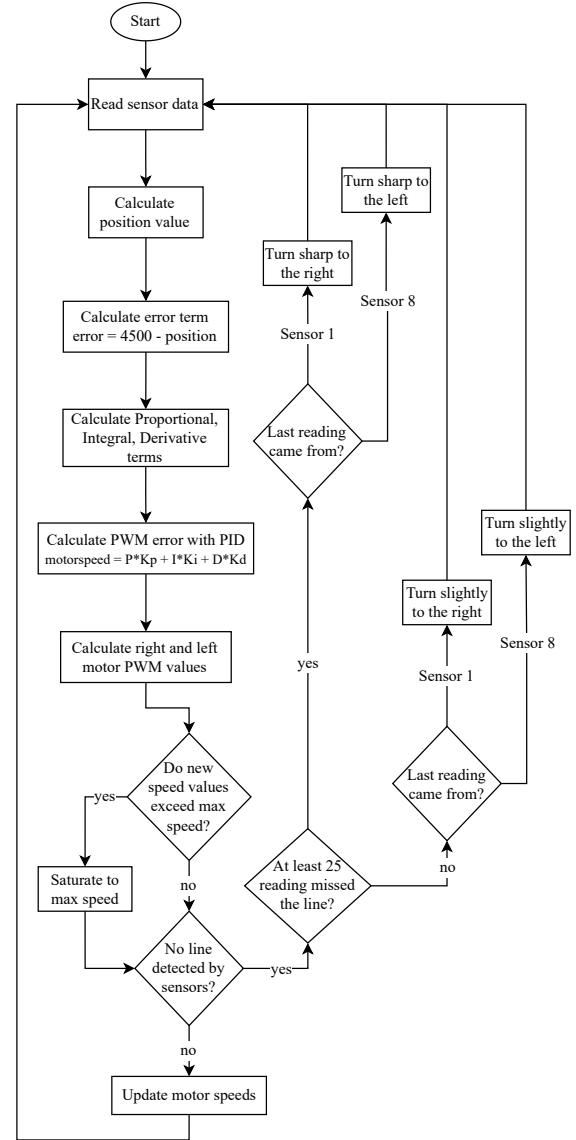 Start
Read sensor data
Calculate
position value
Calculate error term
error = 4500 - position
Calculate Proportional,
Integral, Derivative
terms
Calculate PWM error with PID
motorspeed = P*Kp + I*Ki + D*Kd
Calculate right and left
motor PWM values
Do new
speed values
exceed max
speed?
yes
no
Saturate to
max speed
No line
detected by
sensors?
yes
no
Update motor speeds
At least 25
reading missed
the line?
yes
no
Last reading
came from?
Sensor 1
Sensor 8
Turn sharp to
the right
Turn sharp to
the left
Last reading
came from?
Sensor 1
Sensor 8
Turn slightly
to the right
Turn slightly
to the left